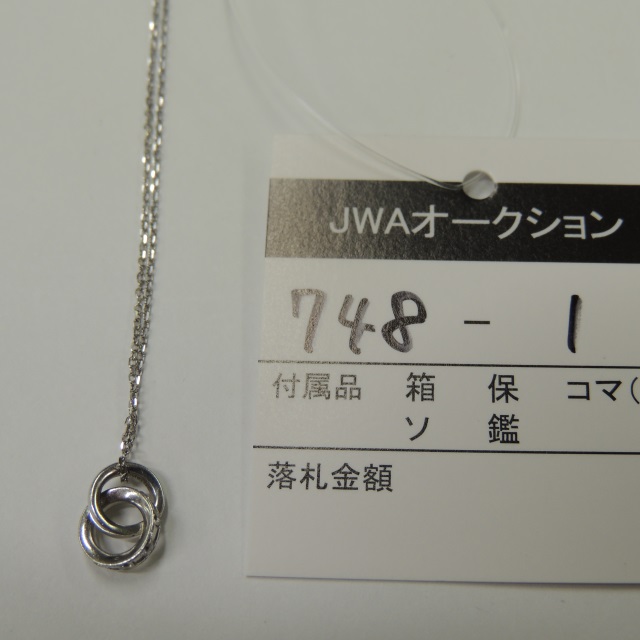 JWAオークション
748 - 1
付属品 箱 保 コマ(
ソ 鑑
落札金額